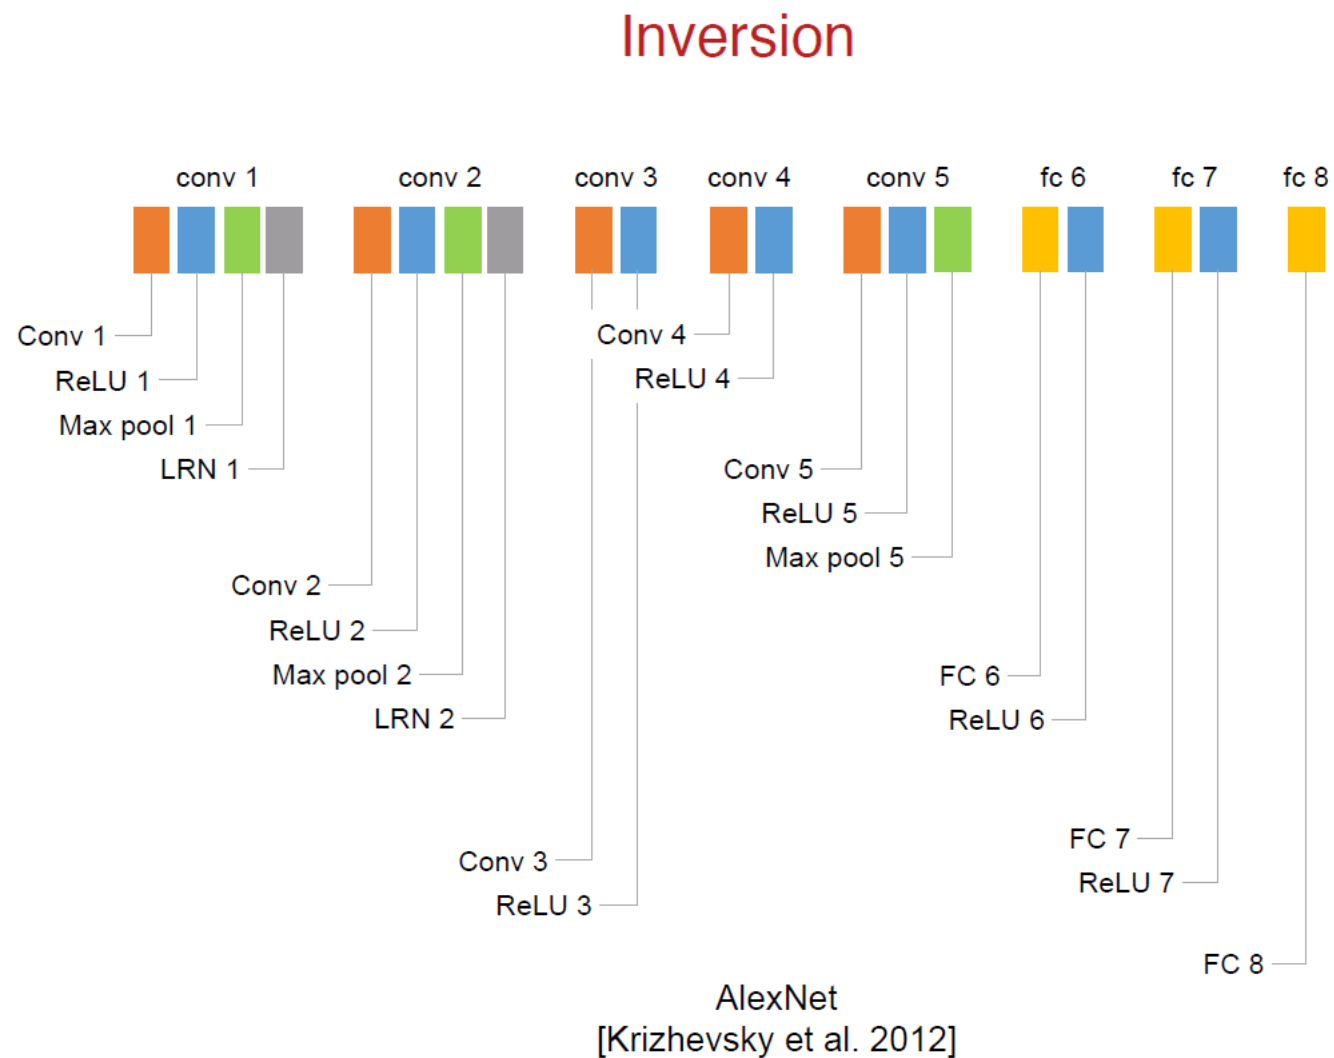 Inversion
conv 1
conv 2
conv 3
conv 4
conv 5
fc 6
fc 7
fc 8
Conv 1
ReLU 1
Max pool 1
LRN 1
Conv 2
ReLU 2
Max pool 2
LRN 2
Conv 3
ReLU 3
Conv 4
ReLU 4
Conv 5
ReLU 5
Max pool 5
FC 6
ReLU 6
FC 7
ReLU 7
FC 8
AlexNet
[Krizhevsky et al. 2012]